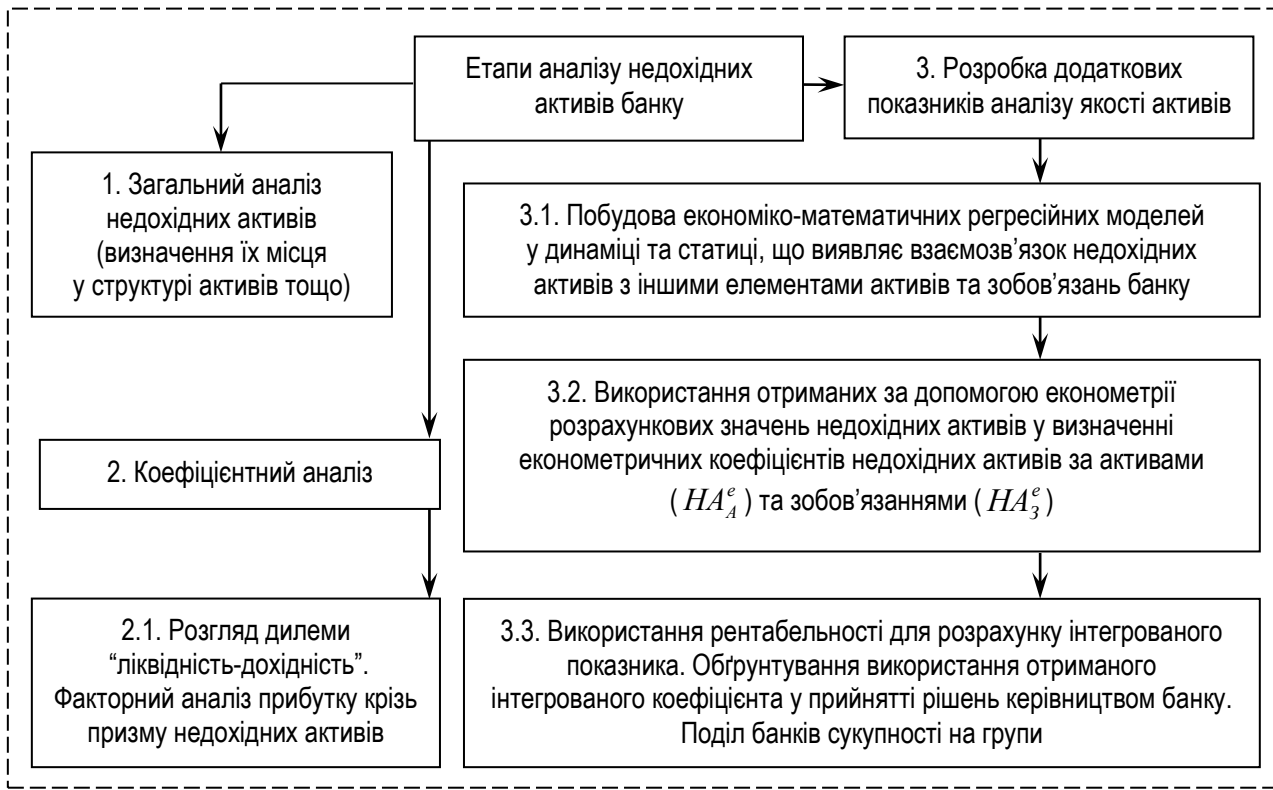 Етапи аналізу недохідних
активів банку
3. Розробка додаткових
показників аналізу якості активів
1. Загальний аналіз
недохідних активів
(визначення їх місця
у структурі активів тощо)
3.1. Побудова економіко-математичних регресійних моделей
у динаміці та статиці, що виявляє взаємозв’язок недохідних
активів з іншими елементами активів та зобов’язань банку
2. Коефіцієнтний аналіз
3.2. Використання отриманих за допомогою економетрії
розрахункових значень недохідних активів у визначенні
економетричних коефіцієнтів недохідних активів за активами
( $НА_А^e$ ) та зобов’язаннями ( $НА_З^e$ )
2.1. Розгляд дилеми
“ліквідність-дохідність”.
Факторний аналіз прибутку крізь
призму недохідних активів
3.3. Використання рентабельності для розрахунку інтегрованого
показника. Обґрунтування використання отриманого
інтегрованого коефіцієнта у прийнятті рішень керівництвом банку.
Поділ банків сукупності на групи